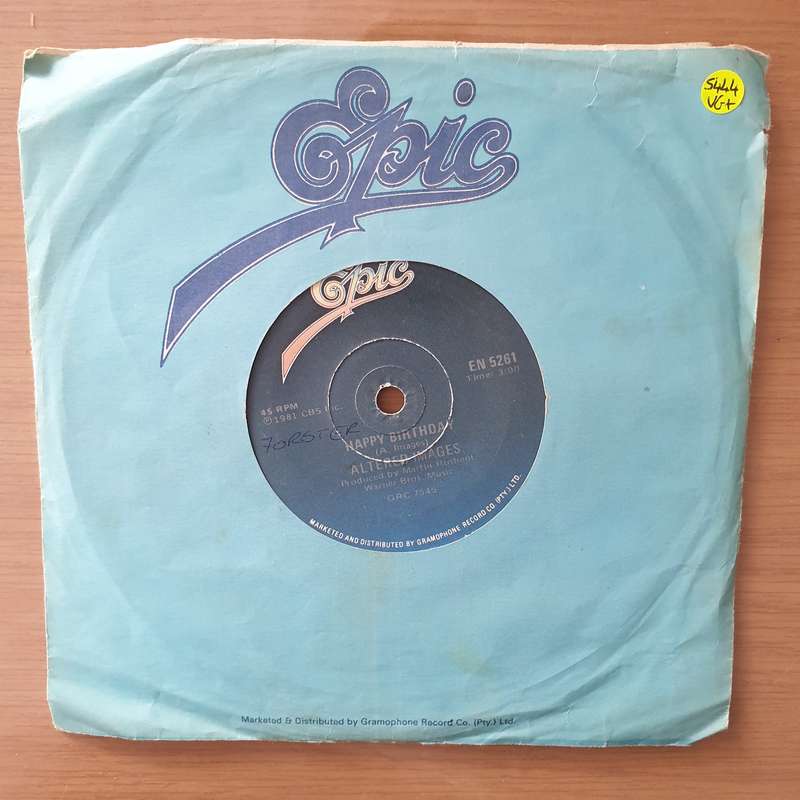 Epic
5444
VG+
Epic
EN 5261
Time: 3:00
45 RPM
℗1981 CBS Inc.
FORSTER
HAPPY BIRTHDAY
(A. Images)
ALTERED IMAGES
Produced by Martin Rushent
Warner Bros. Music
GRC 7545
MARKETED AND DISTRIBUTED BY GRAMOPHONE RECORD CO (PTY.) LTD.
Marketed & Distributed by Gramophone Record Co. (Pty.) Ltd.